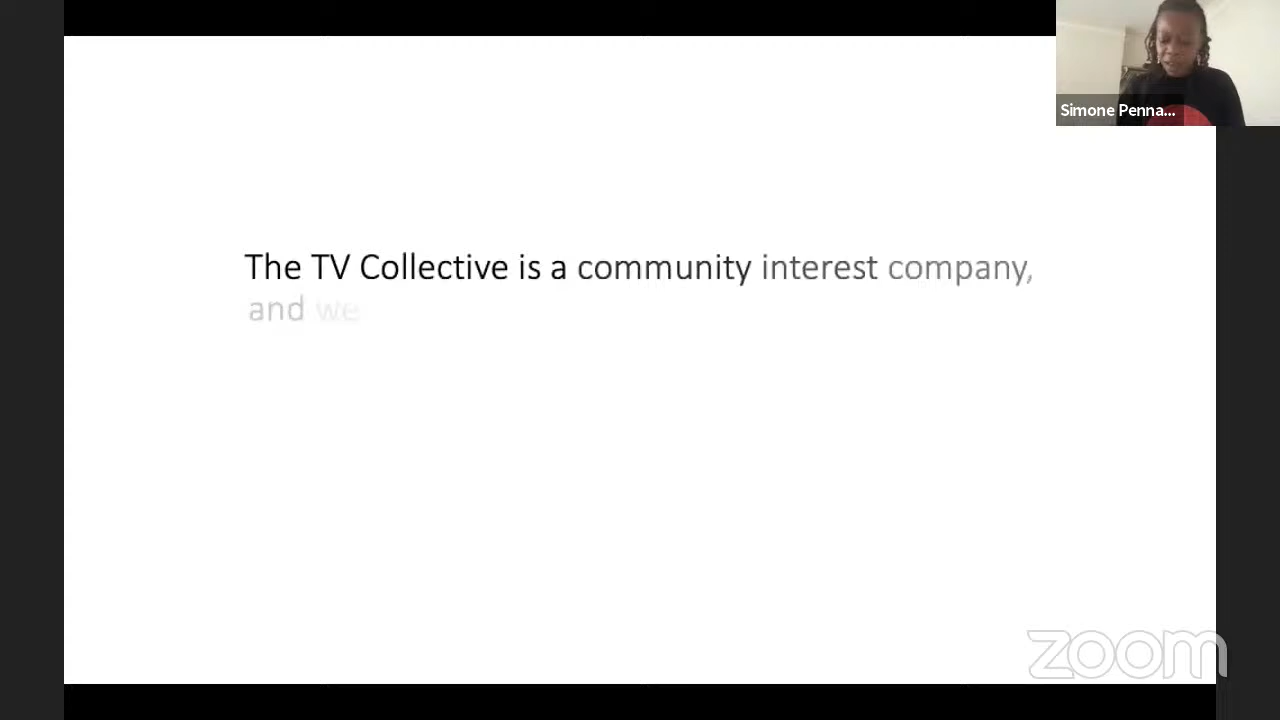 Simone Penna...
The TV Collective is a community interest company,
and we
zoom